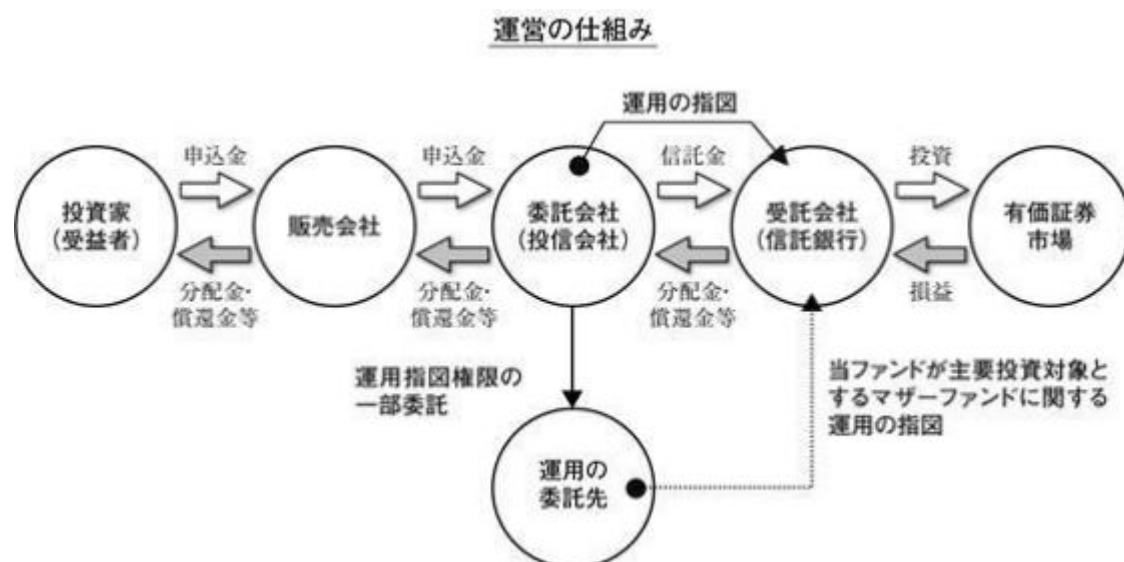 運営の仕組み
運用の指図
申込金
申込金
信託金
投資
投資家
(受益者)
販売会社
委託会社
(投信会社)
受託会社
(信託銀行)
有価証券
市場
分配金・
償還金等
分配金・
償還金等
分配金・
償還金等
損益
運用指図権限の
一部委託
当ファンドが主要投資対象と
するマザーファンドに関する
運用の指図
運用の
委託先